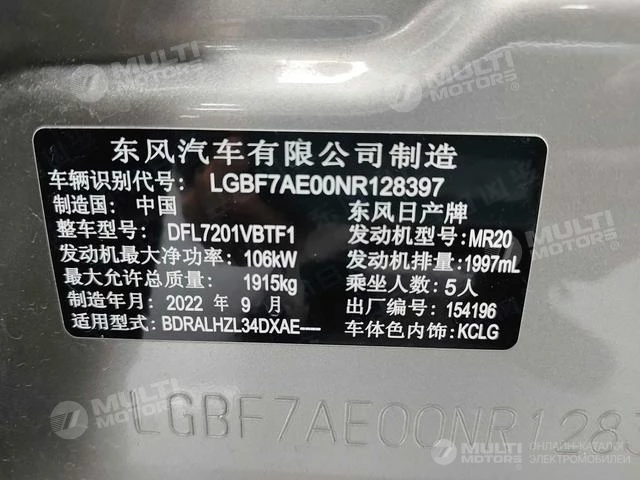 MULTI MOTORS®
MULTI MOTORS®
东风汽车有限公司制造
车辆识别代号: LGBF7AE00NR128397
制造国: 中国 东风日产牌
整车型号: DFL7201VBTF1 发动机型号: MR20
发动机最大净功率: 106kW 发动机排量: 1997mL
最大允许总质量: 1915kg 乘坐人数: 5人
制造年月: 2022 年 9 月 出厂编号: 154196
适用型式: BDRALHZL34DXAE---- 车体色内饰: KCLG
LGBF7AE00NR1283
MULTI MOTORS®
MULTI MOTORS®
ОНЛАЙН-КАТАЛОГ
ЭЛЕКТРОМОБИЛЕЙ